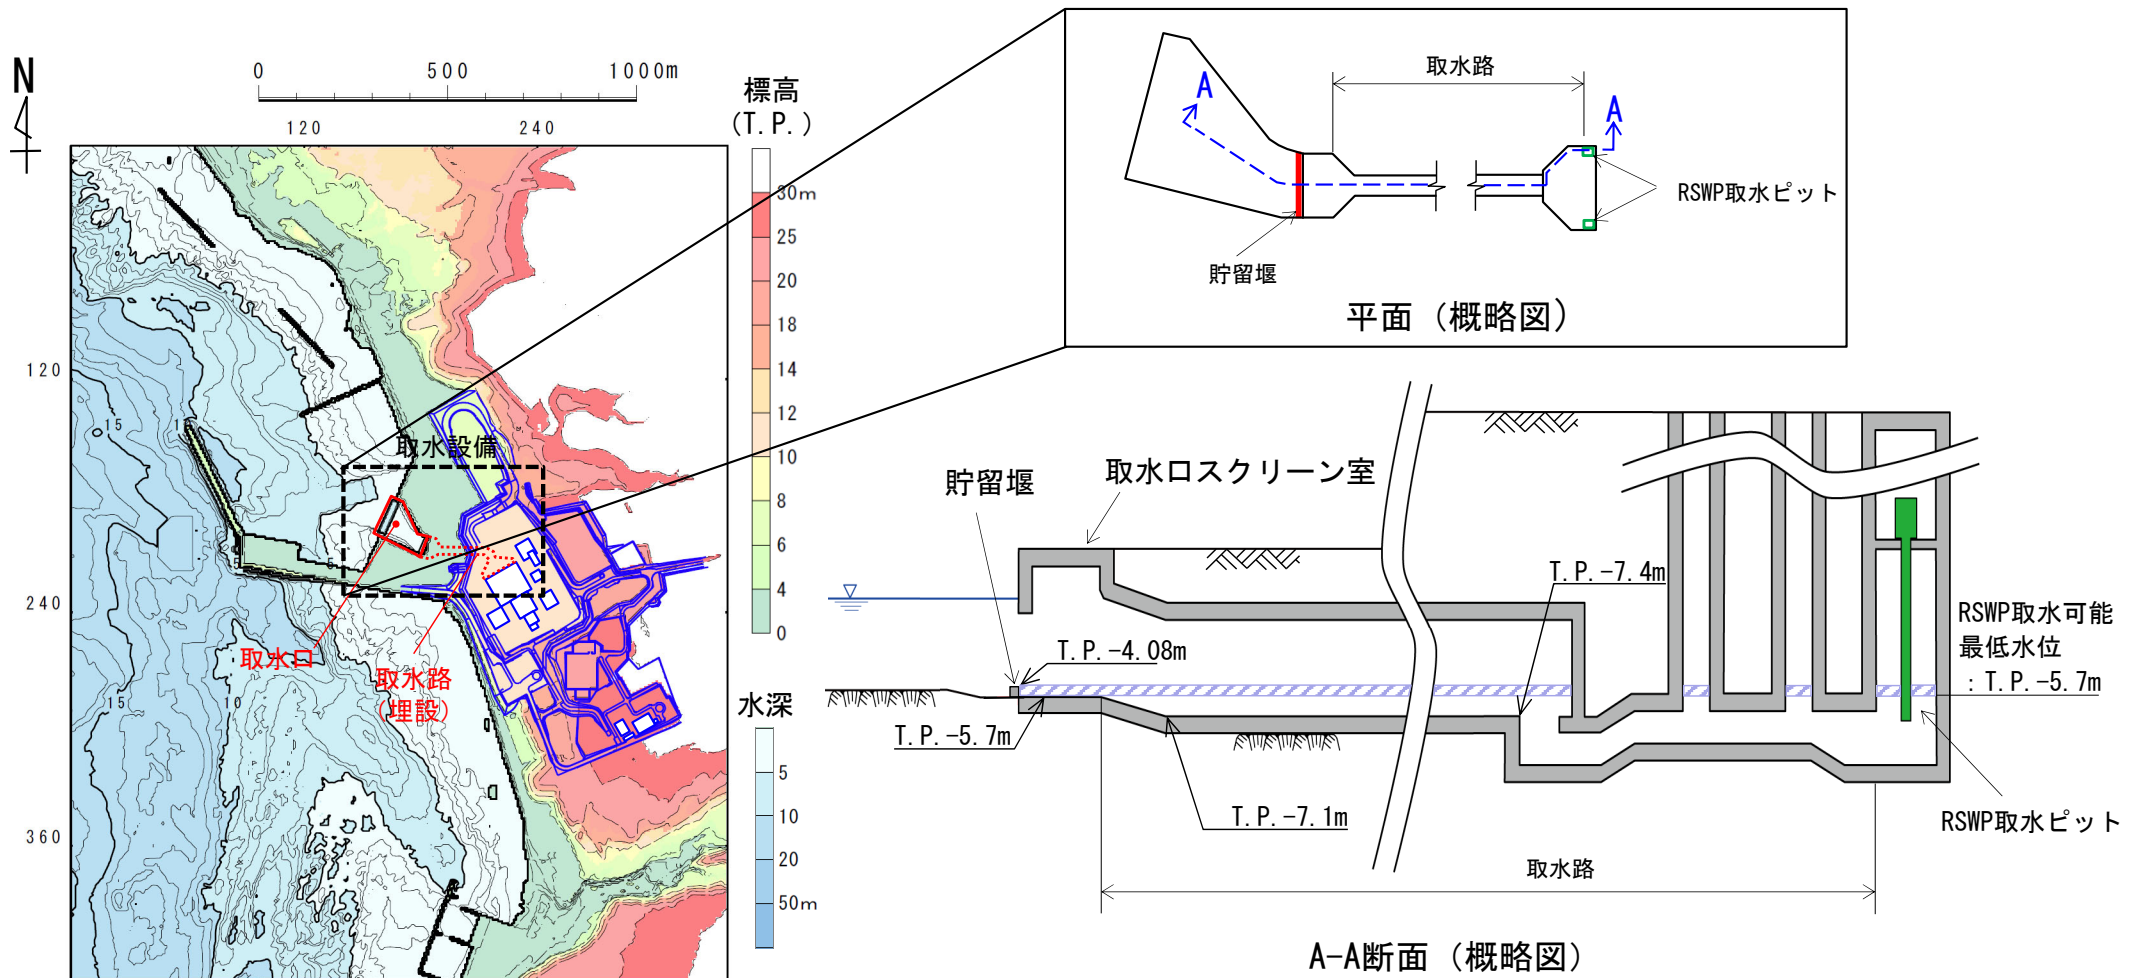 N
0 500 1000m
120 240
標高
(T.P.)
30m
25
20
18
14
12
10
8
6
4
0
120
240
360
15
15
10
5
5
取水設備
取水口
取水路
(埋設)
水深
5
10
20
50m
取水路
A
A
RSWP取水ピット
貯留堰
平面（概略図）
貯留堰
取水口スクリーン室
T.P.-7.4m
T.P.-4.08m
RSWP取水可能
最低水位
：T.P.-5.7m
T.P.-5.7m
T.P.-7.1m
RSWP取水ピット
取水路
A-A断面（概略図）